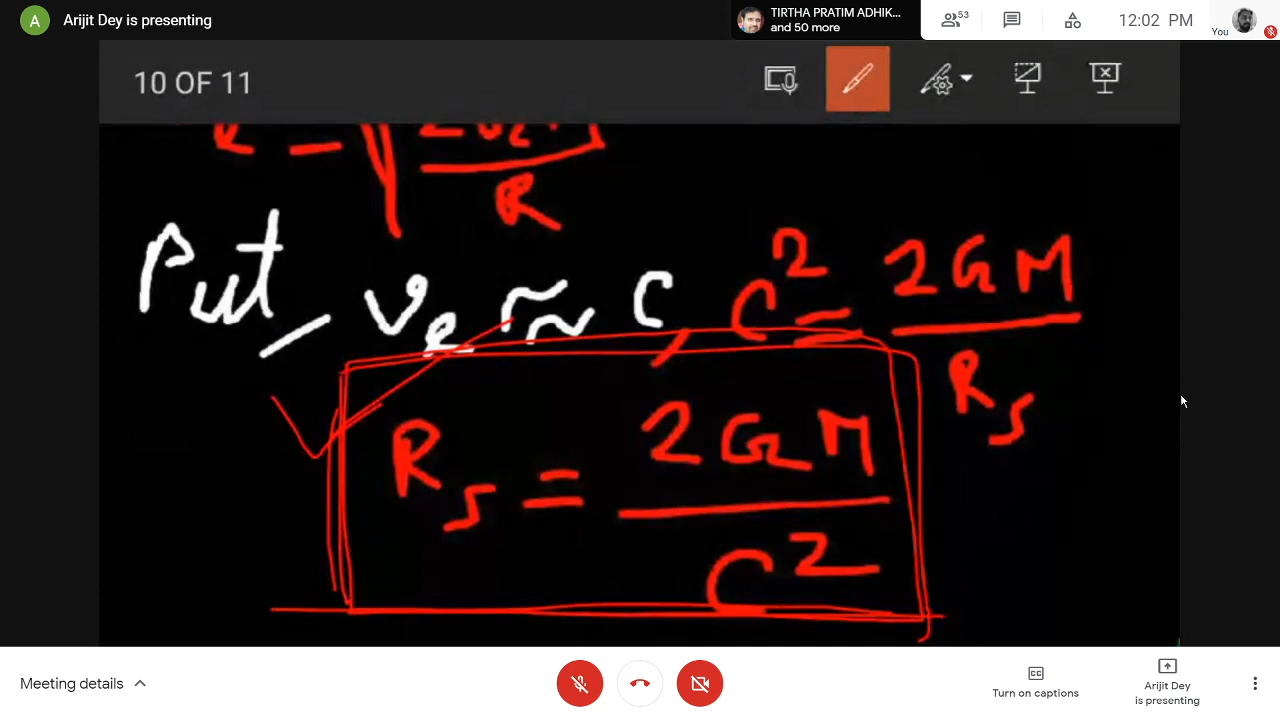 A Arijit Dey is presenting
TIRTHA PRATIM ADHIK...
and 50 more
53
12:02 PM
You
10 OF 11
R
Put, ve ≈ c, c² = 2GM
Rs
Rs = 2GM
c²
Meeting details
Turn on captions
Arijit Dey
is presenting